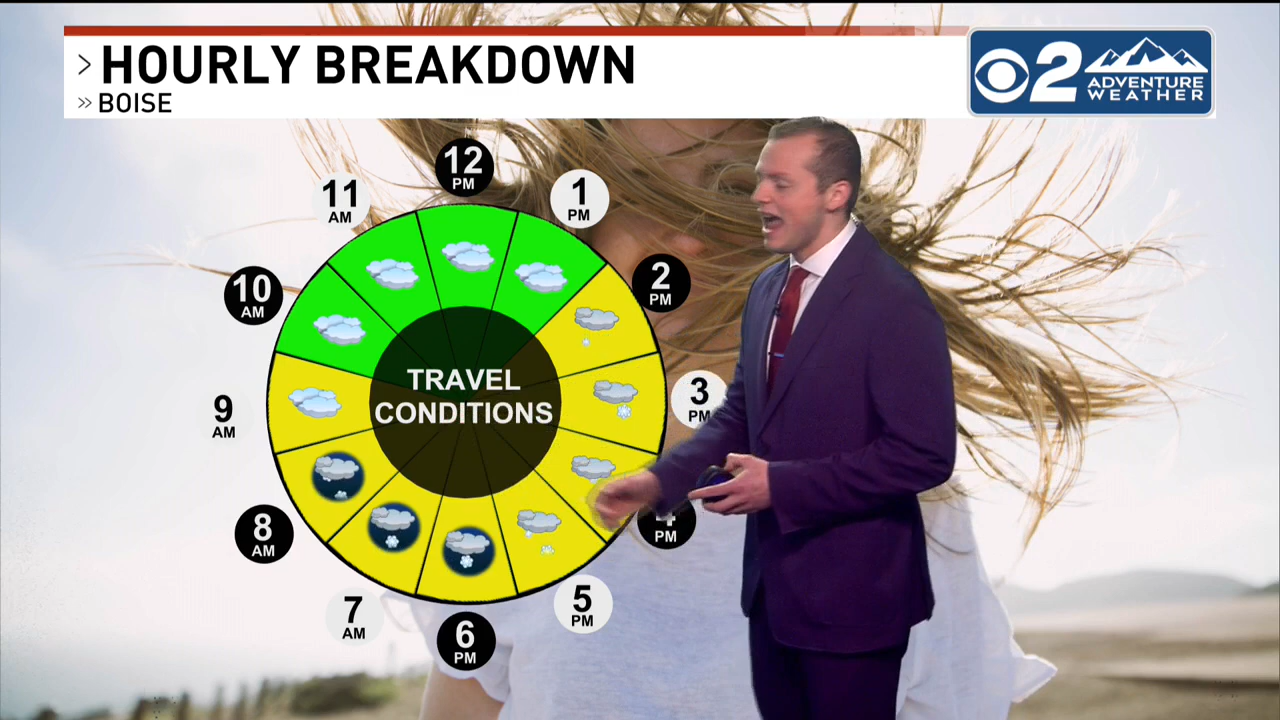 > HOURLY BREAKDOWN
» BOISE
2 ADVENTURE
WEATHER
12
PM
1
PM
2
PM
3
PM
4
PM
5
PM
6
PM
7
AM
8
AM
9
AM
10
AM
11
AM
TRAVEL
CONDITIONS